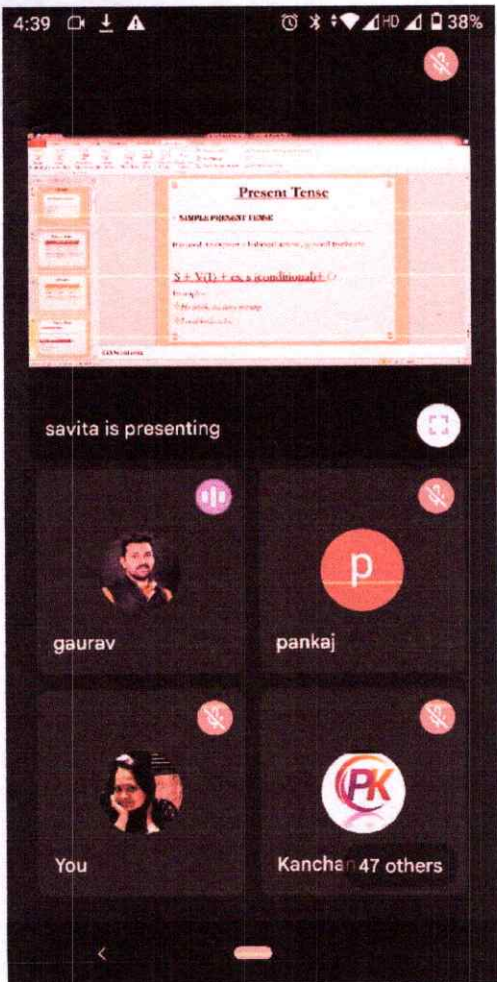 4:39 HD 38%
Present Tense
SIMPLE PRESENT TENSE
S + V(1) + es, s (conditional)+
savita is presenting
gaurav
p
pankaj
You
PK
Kanchan 47 others